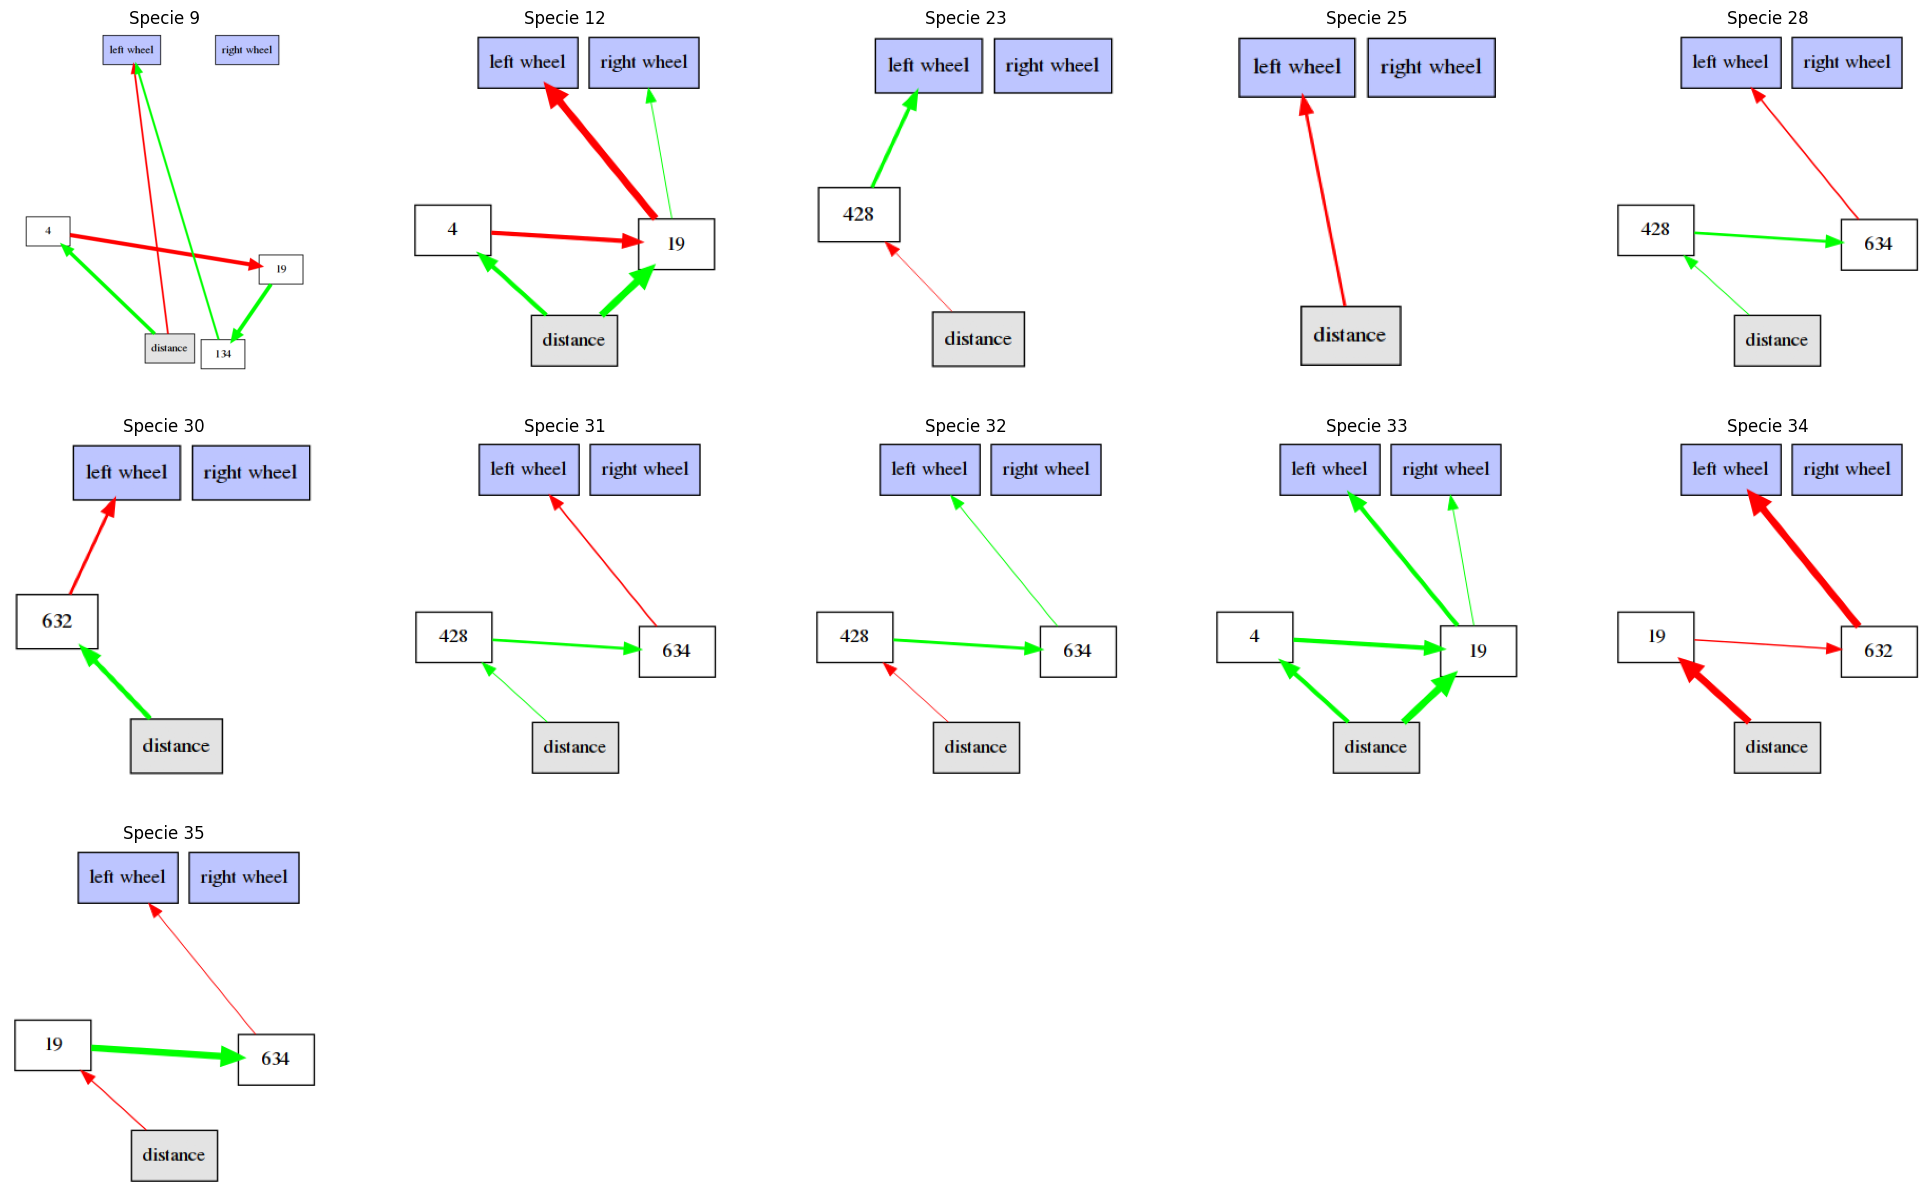 Specie 9
left wheel right wheel
4
19
distance 134
Specie 12
left wheel right wheel
4
19
distance
Specie 23
left wheel right wheel
428
distance
Specie 25
left wheel right wheel
distance
Specie 28
left wheel right wheel
428
634
distance
Specie 30
left wheel right wheel
632
distance
Specie 31
left wheel right wheel
428
634
distance
Specie 32
left wheel right wheel
428
634
distance
Specie 33
left wheel right wheel
4
19
distance
Specie 34
left wheel right wheel
19
632
distance
Specie 35
left wheel right wheel
19
634
distance